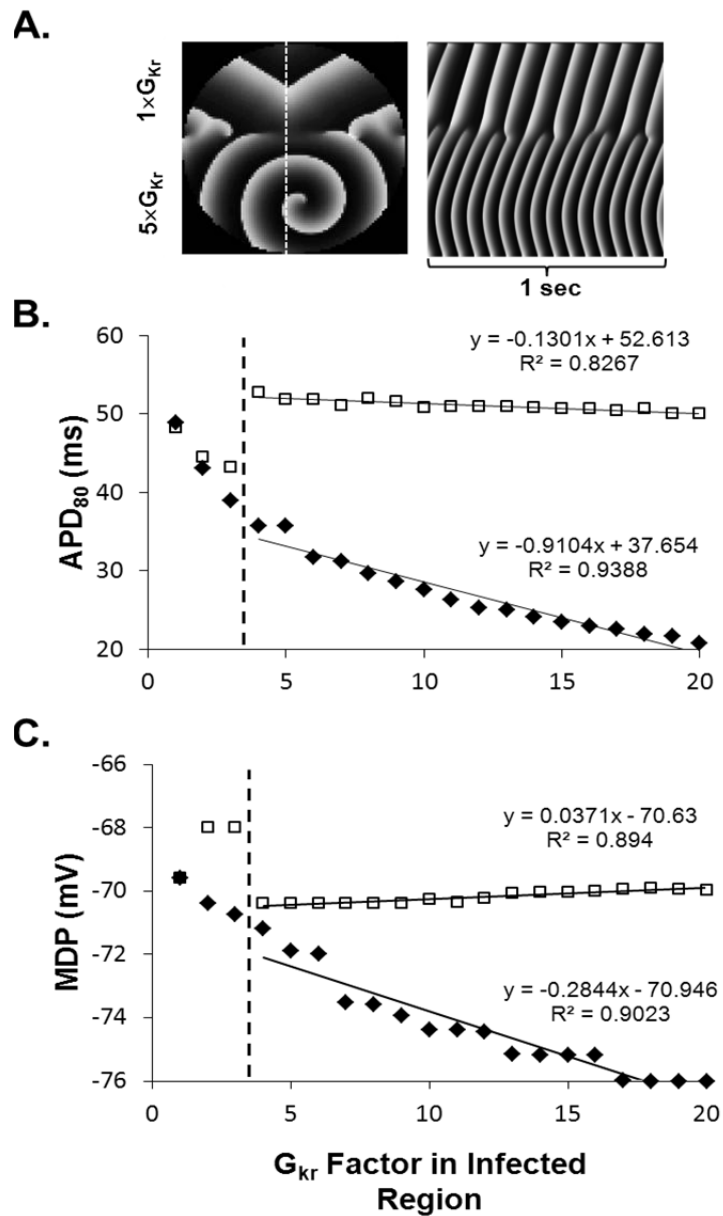 A.
1×G_Kr
5×G_Kr
1 sec
B.
60
50
40
30
20
APD₈₀ (ms)
y = -0.1301x + 52.613
R² = 0.8267
y = -0.9104x + 37.654
R² = 0.9388
0 5 10 15 20
C.
-66
-68
-70
-72
-74
-76
MDP (mV)
y = 0.0371x - 70.63
R² = 0.894
y = -0.2844x - 70.946
R² = 0.9023
0 5 10 15 20
G_kr Factor in Infected
Region